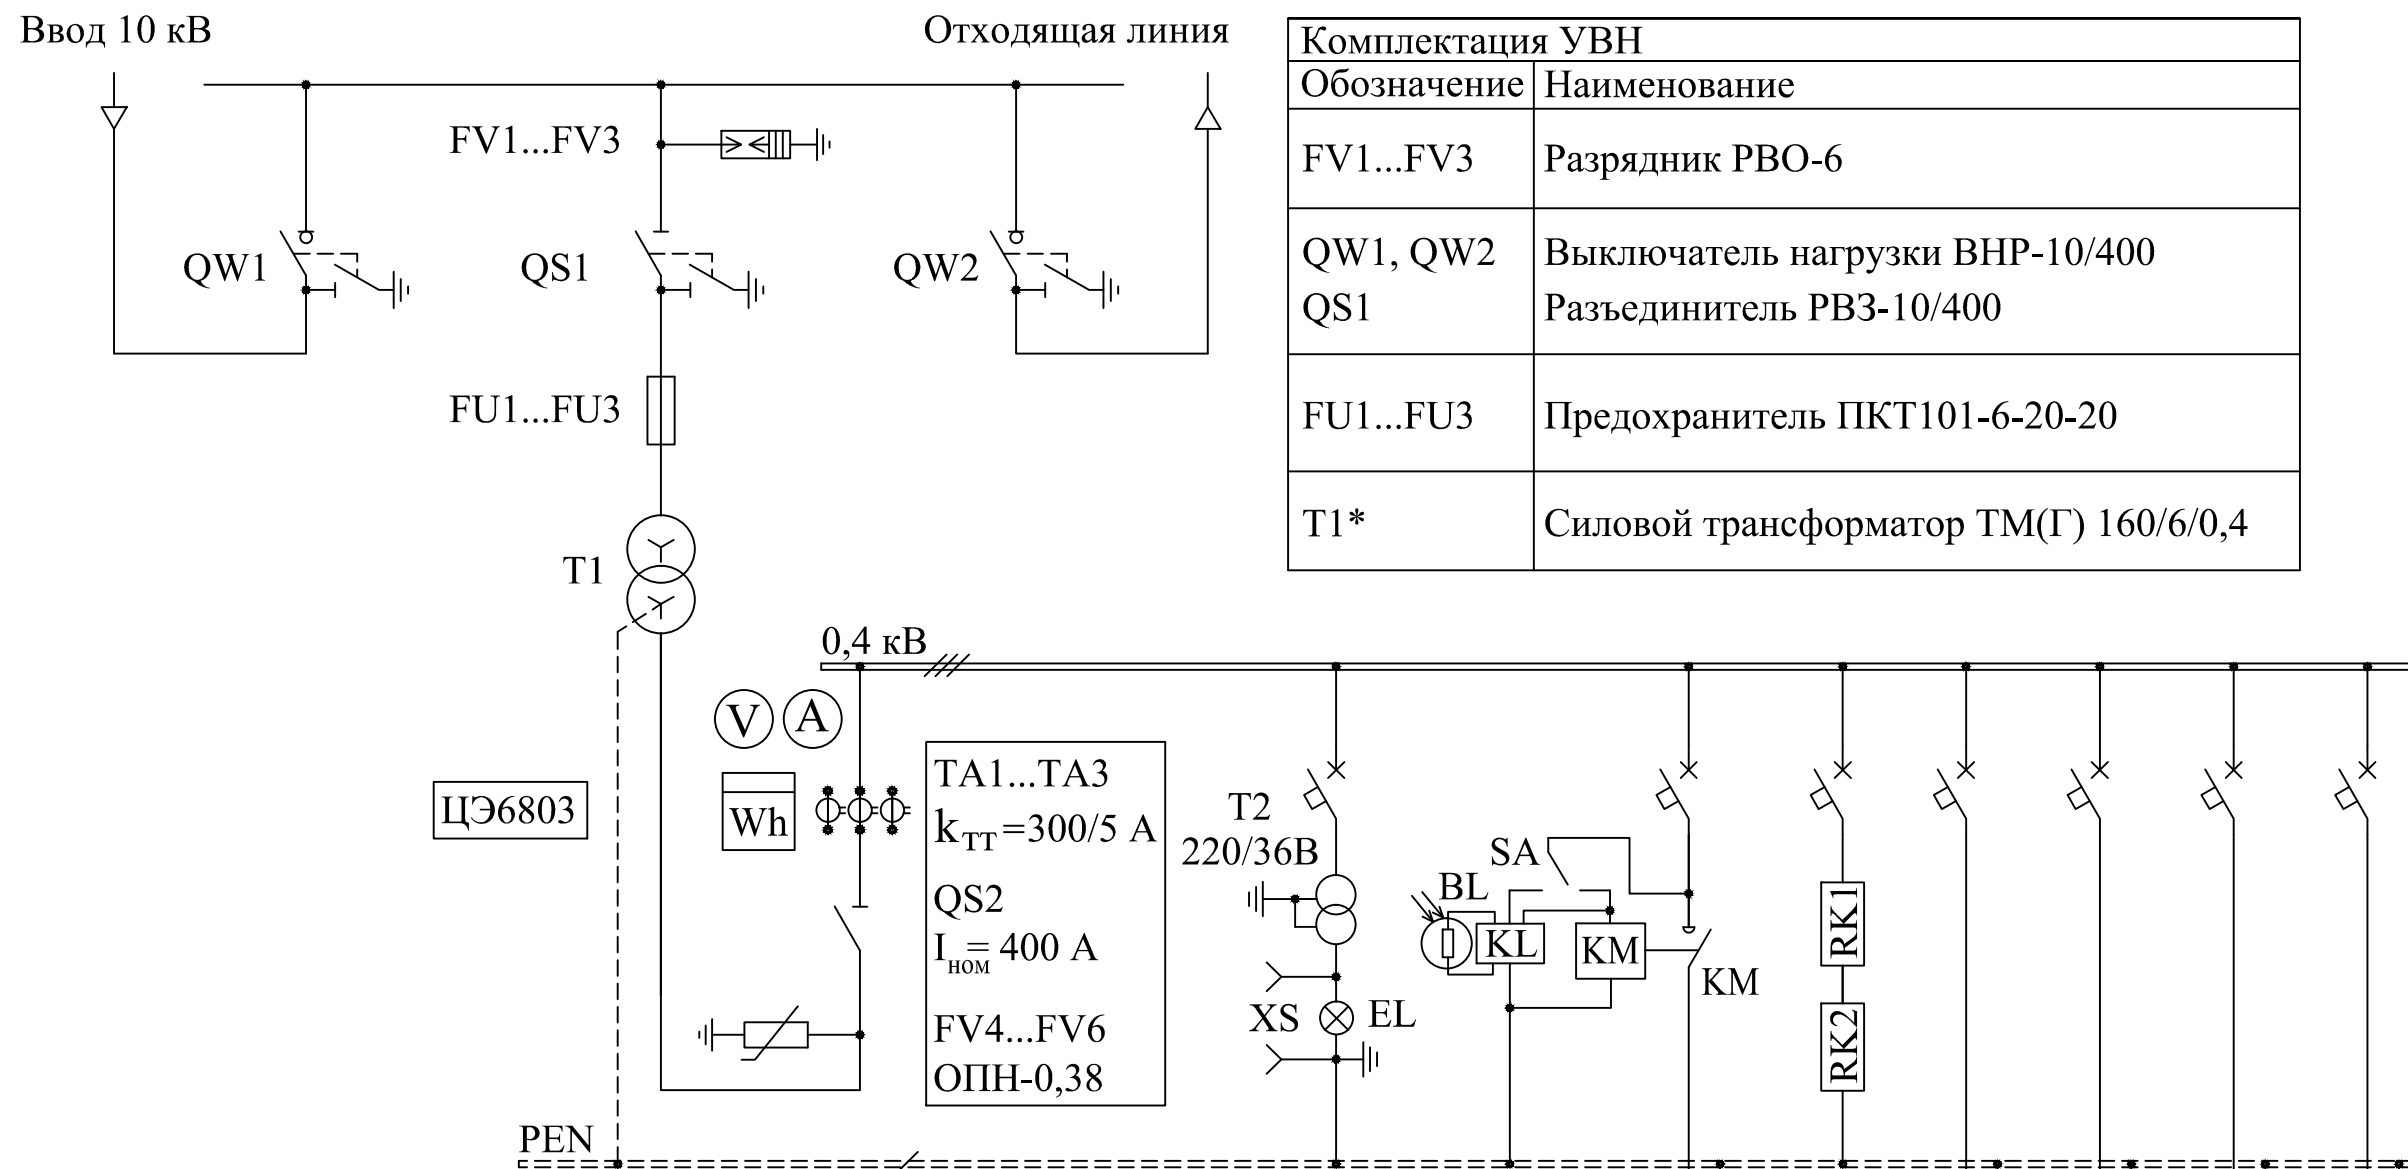 Ввод 10 кВ
Отходящая линия
Комплектация УВН
Обозначение Наименование
FV1...FV3 Разрядник РВО-6
QW1, QW2 Выключатель нагрузки ВНР-10/400
QS1 Разъединитель РВЗ-10/400
FU1...FU3 Предохранитель ПКТ101-6-20-20
T1* Силовой трансформатор ТМ(Г) 160/6/0,4
FV1...FV3
QW1
QS1
QW2
FU1...FU3
T1
0,4 кВ
V A
ЦЭ6803
Wh
TA1...TA3
kТТ=300/5 А
QS2
Iном= 400 А
FV4...FV6
ОПН-0,38
T2
220/36В
XS
EL
SA
BL
KL
KM
KM
RK1
RK2
PEN